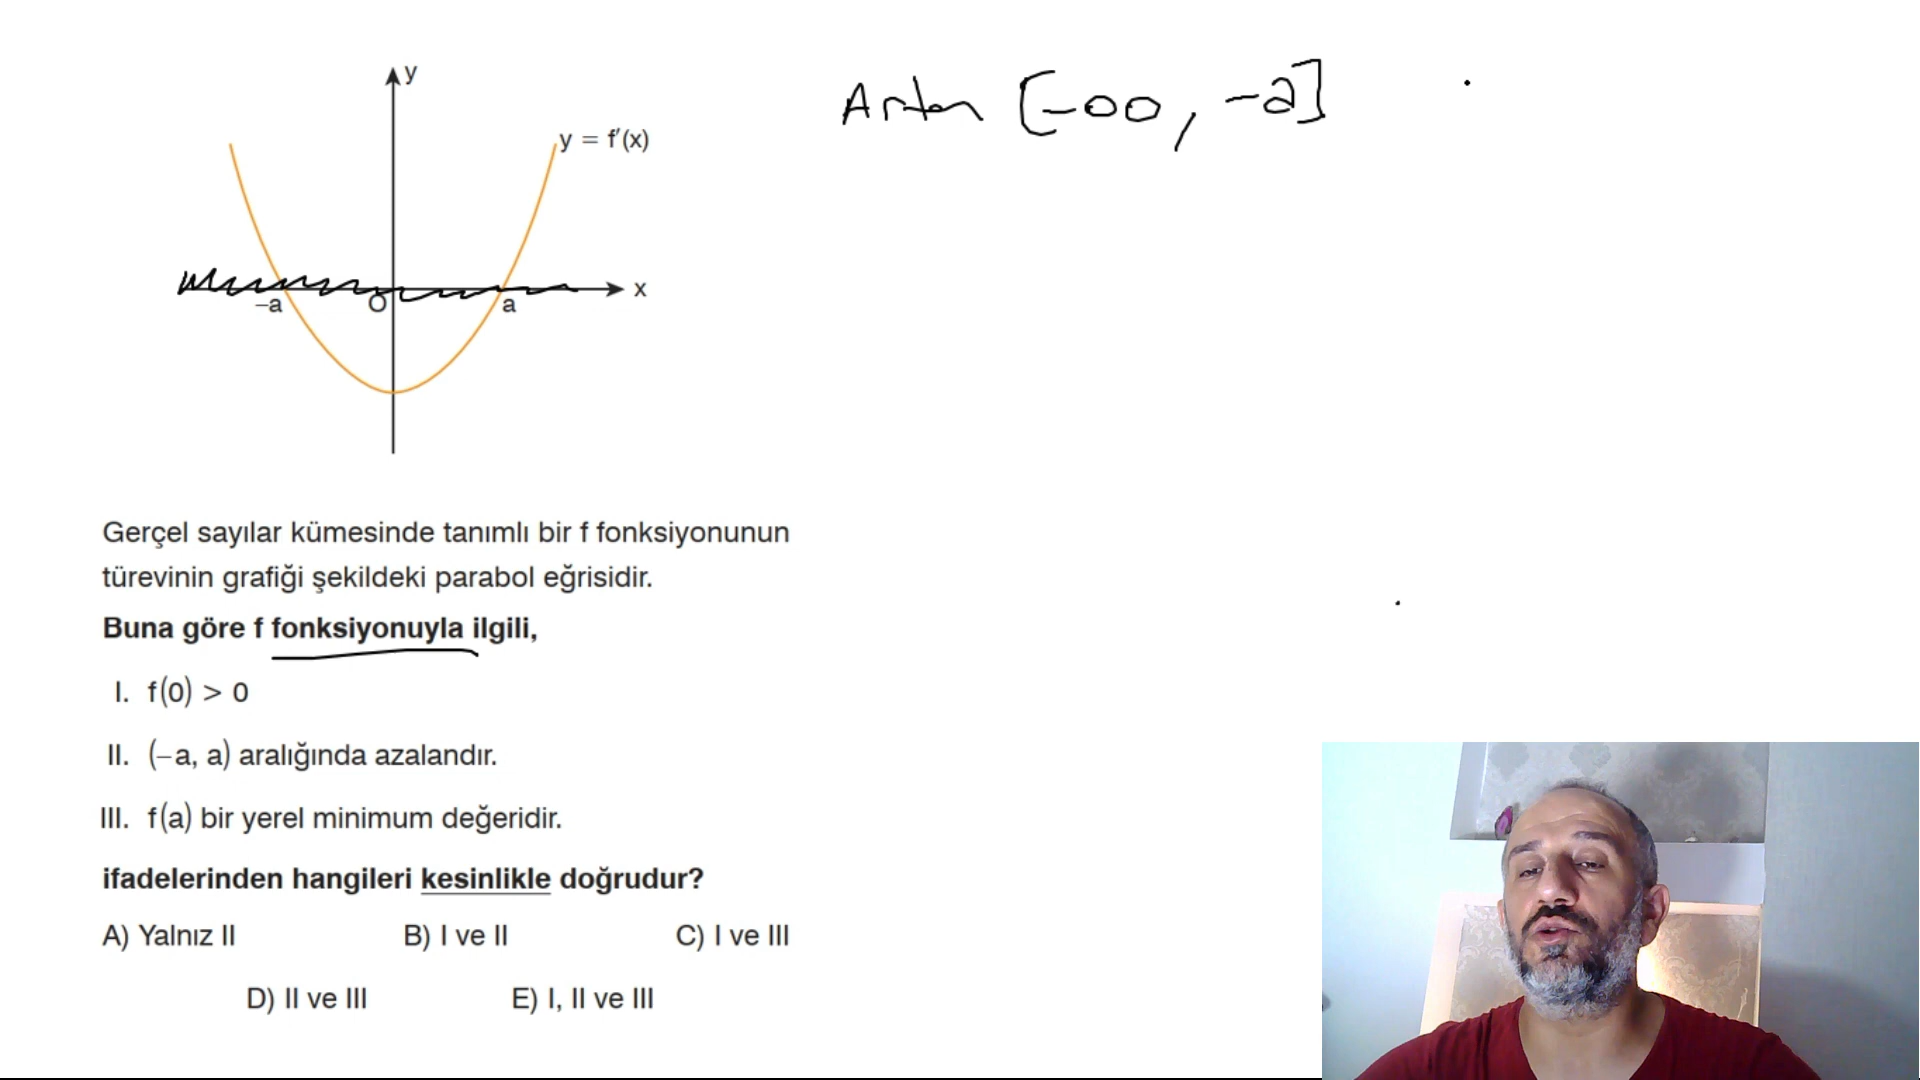 y
y = f'(x)
x
–a
O
a
Artan [-∞, -a]
Gerçel sayılar kümesinde tanımlı bir f fonksiyonunun
türevinin grafiği şekildeki parabol eğrisidir.
Buna göre f fonksiyonuyla ilgili,
I. f(0) > 0
II. (–a, a) aralığında azalandır.
III. f(a) bir yerel minimum değeridir.
ifadelerinden hangileri kesinlikle doğrudur?
A) Yalnız II B) I ve II C) I ve III
D) II ve III E) I, II ve III